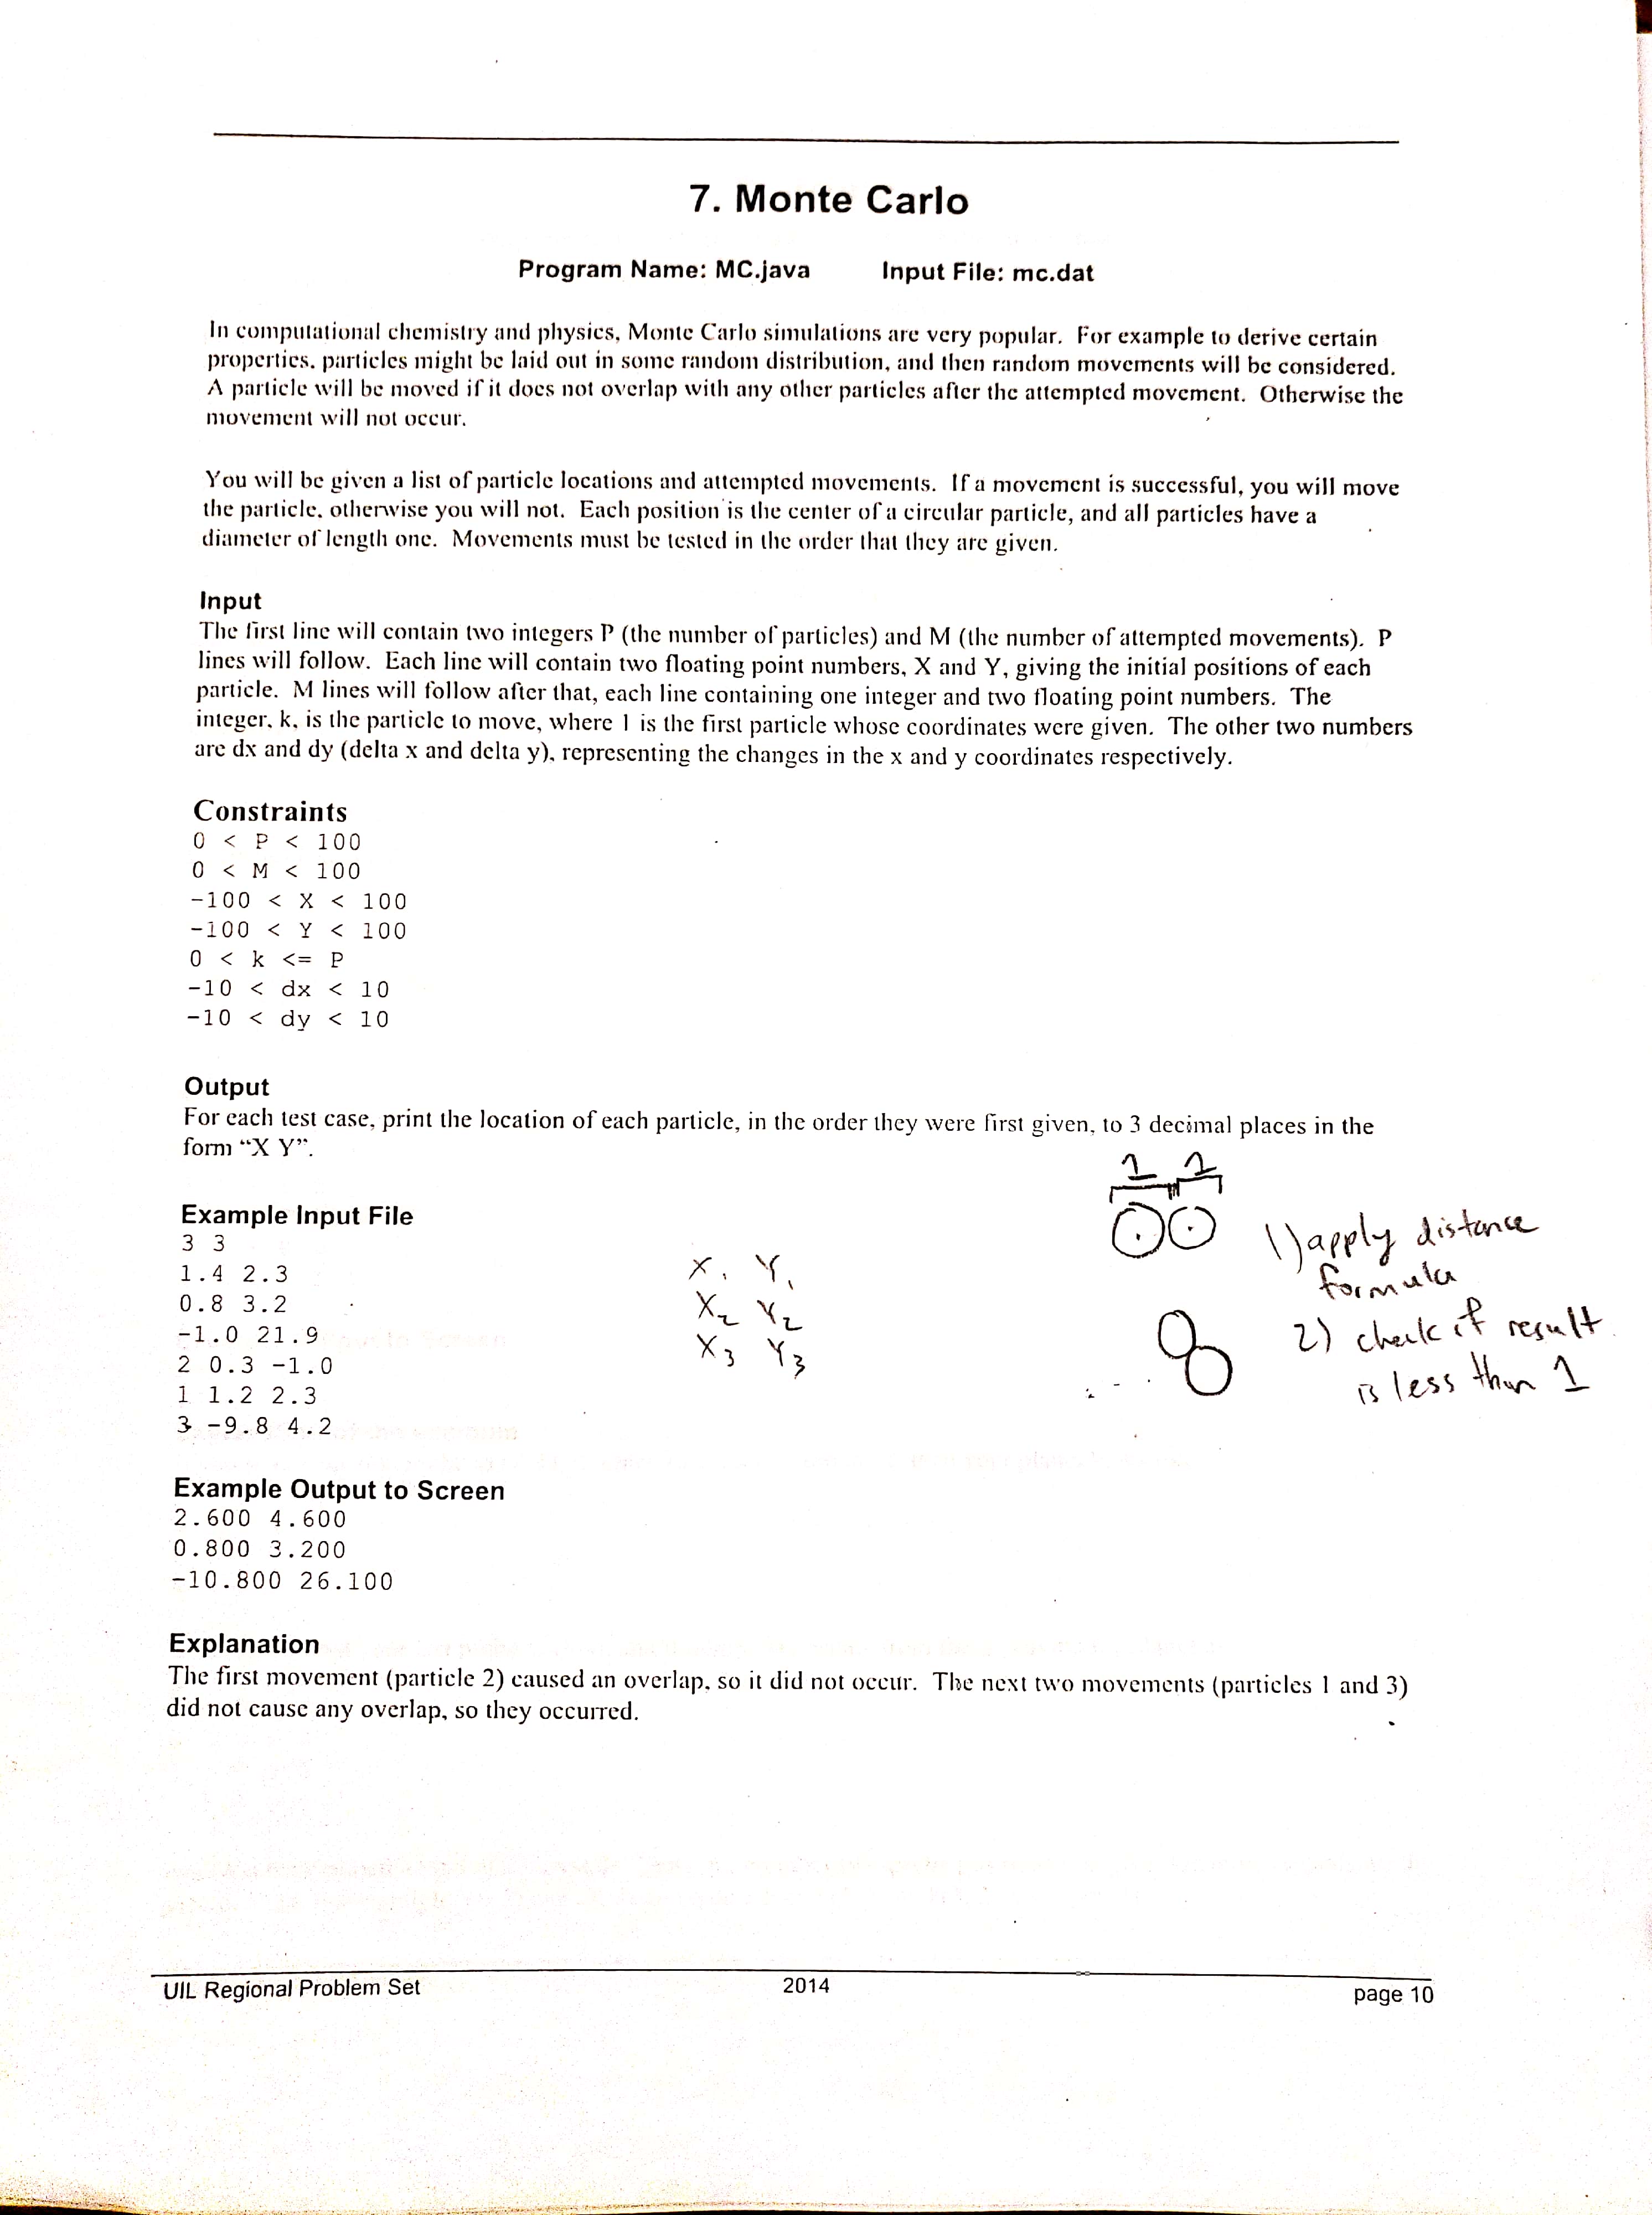 7. Monte Carlo
Program Name: MC.java Input File: mc.dat
In computational chemistry and physics, Monte Carlo simulations are very popular. For example to derive certain
properties, particles might be laid out in some random distribution, and then random movements will be considered.
A particle will be moved if it does not overlap with any other particles after the attempted movement. Otherwise the
movement will not occur.
You will be given a list of particle locations and attempted movements. If a movement is successful, you will move
the particle, otherwise you will not. Each position is the center of a circular particle, and all particles have a
diameter of length one. Movements must be tested in the order that they are given.
Input
The first line will contain two integers P (the number of particles) and M (the number of attempted movements). P
lines will follow. Each line will contain two floating point numbers, X and Y, giving the initial positions of each
particle. M lines will follow after that, each line containing one integer and two floating point numbers. The
integer, k, is the particle to move, where 1 is the first particle whose coordinates were given. The other two numbers
are dx and dy (delta x and delta y), representing the changes in the x and y coordinates respectively.
Constraints
0 < P < 100
0 < M < 100
-100 < X < 100
-100 < Y < 100
0 < k <= P
-10 < dx < 10
-10 < dy < 10
Output
For each test case, print the location of each particle, in the order they were first given, to 3 decimal places in the
form “X Y”.
Example Input File
3 3
1.4 2.3
0.8 3.2
-1.0 21.9
2 0.3 -1.0
1 1.2 2.3
3 -9.8 4.2
X1 Y1
X2 Y2
X3 Y3
1 1
1) apply distance
formula
2) check if result
is less than 1
Example Output to Screen
2.600 4.600
0.800 3.200
-10.800 26.100
Explanation
The first movement (particle 2) caused an overlap, so it did not occur. The next two movements (particles 1 and 3)
did not cause any overlap, so they occurred.
UIL Regional Problem Set 2014 page 10